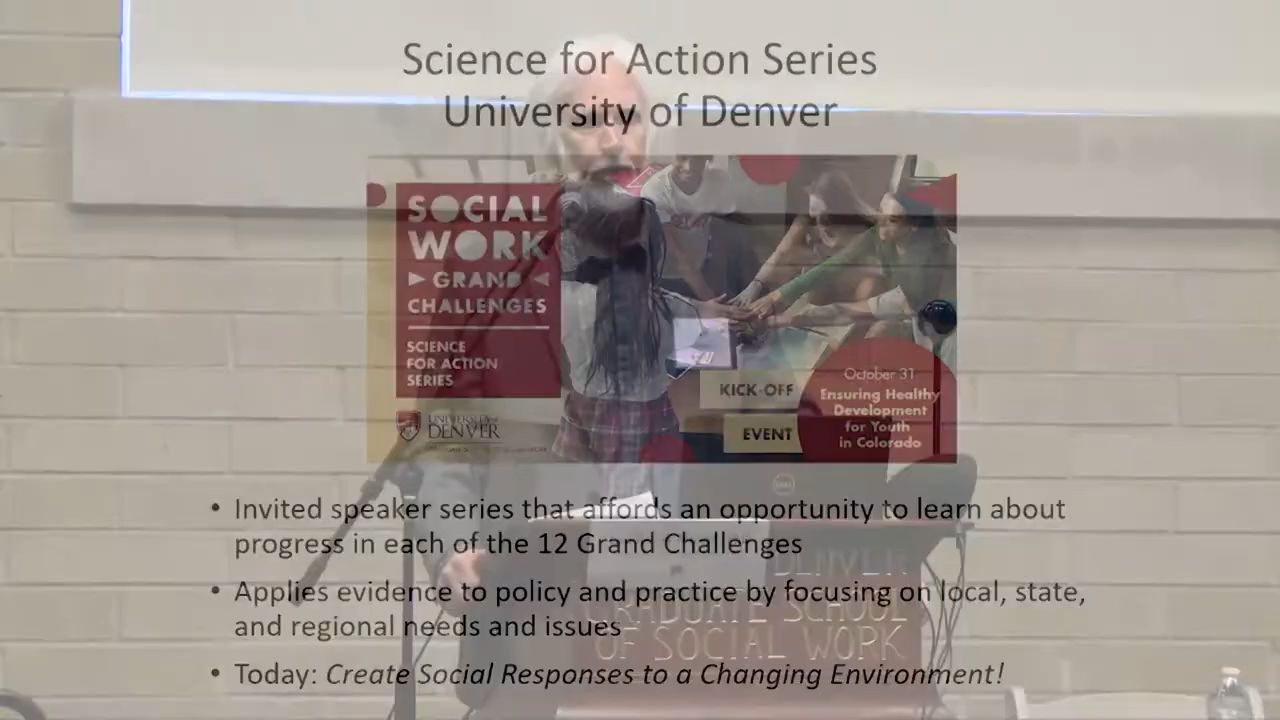 Science for Action Series
University of Denver
SOCIAL
WORK
GRAND
CHALLENGES
SCIENCE
FOR ACTION
SERIES
UNIVERSITY of
DENVER
KICK-OFF
EVENT
October 31
Ensuring Healthy
Development
for Youth
in Colorado
• Invited speaker series that affords an opportunity to learn about
progress in each of the 12 Grand Challenges
• Applies evidence to policy and practice by focusing on local, state,
and regional needs and issues
• Today: Create Social Responses to a Changing Environment!
DENVER
GRADUATE SCHOOL
OF SOCIAL WORK